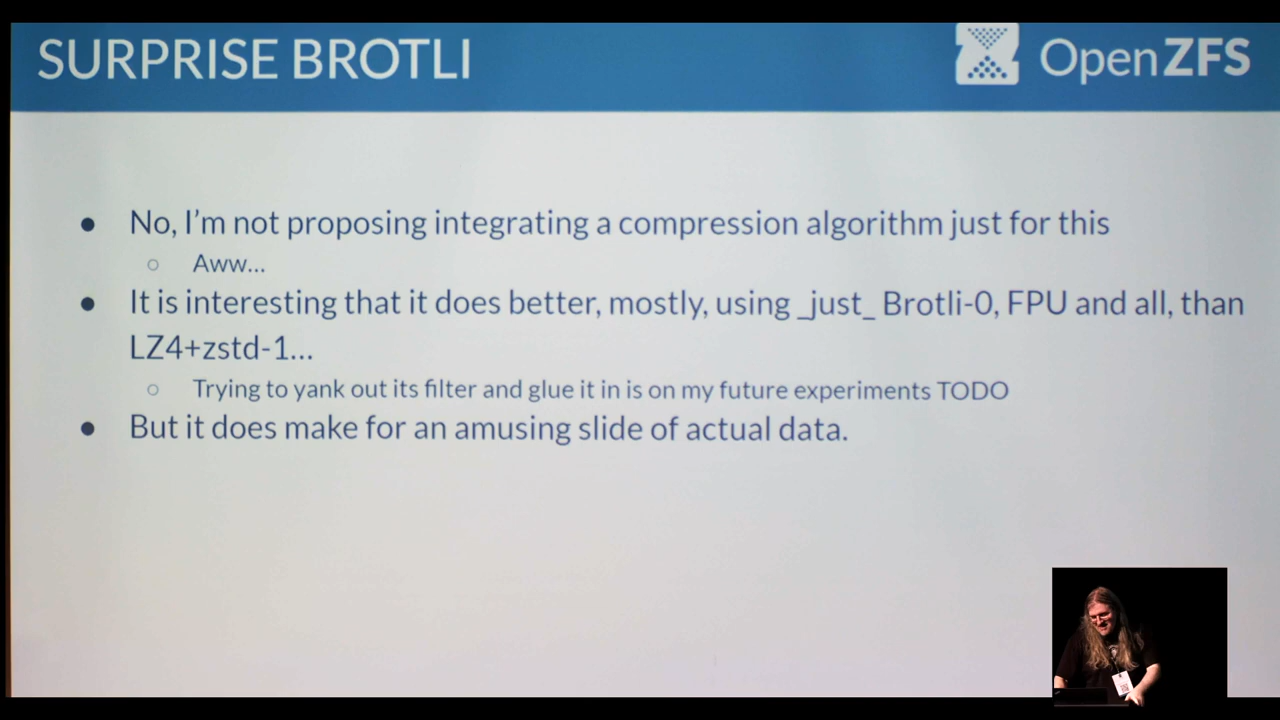 SURPRISE BROTLI
OpenZFS
● No, I'm not proposing integrating a compression algorithm just for this
○ Aww...
● It is interesting that it does better, mostly, using _just_ Brotli-0, FPU and all, than
LZ4+zstd-1...
○ Trying to yank out its filter and glue it in is on my future experiments TODO
● But it does make for an amusing slide of actual data.